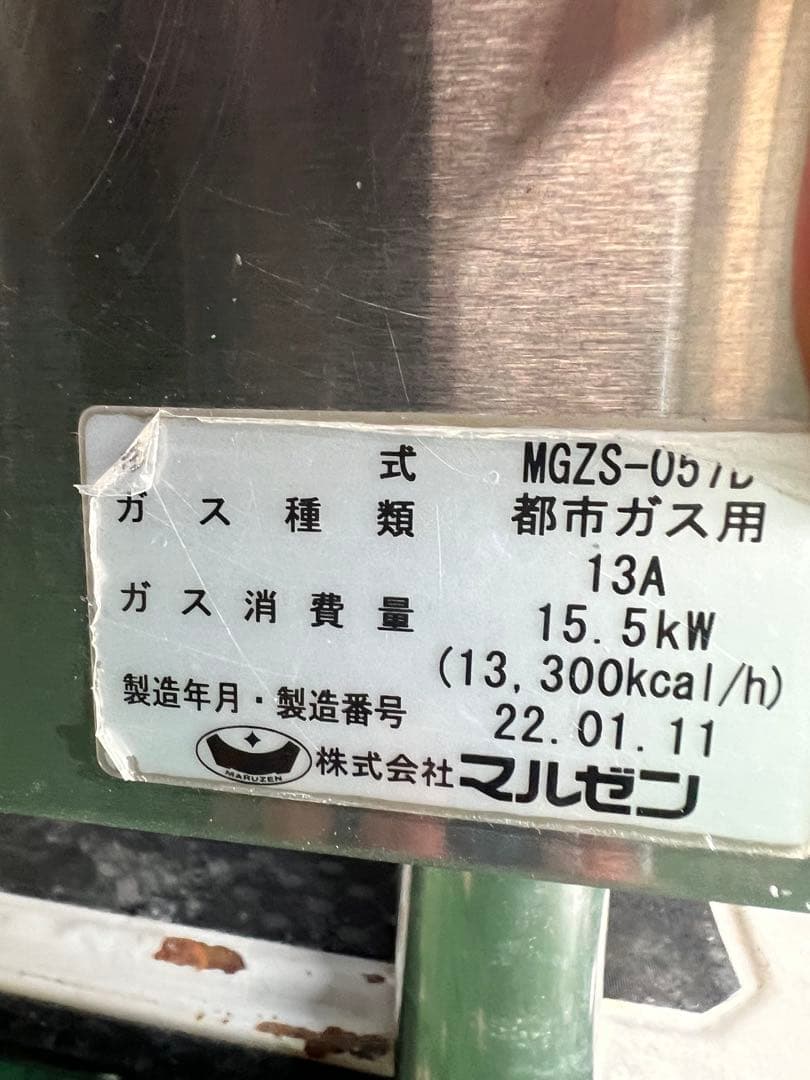 式 MGZS-057D
ガス種類 都市ガス用
13A
ガス消費量 15.5kW
(13,300kcal/h)
製造年月・製造番号 22.01.11
MARUZEN 株式会社マルゼン